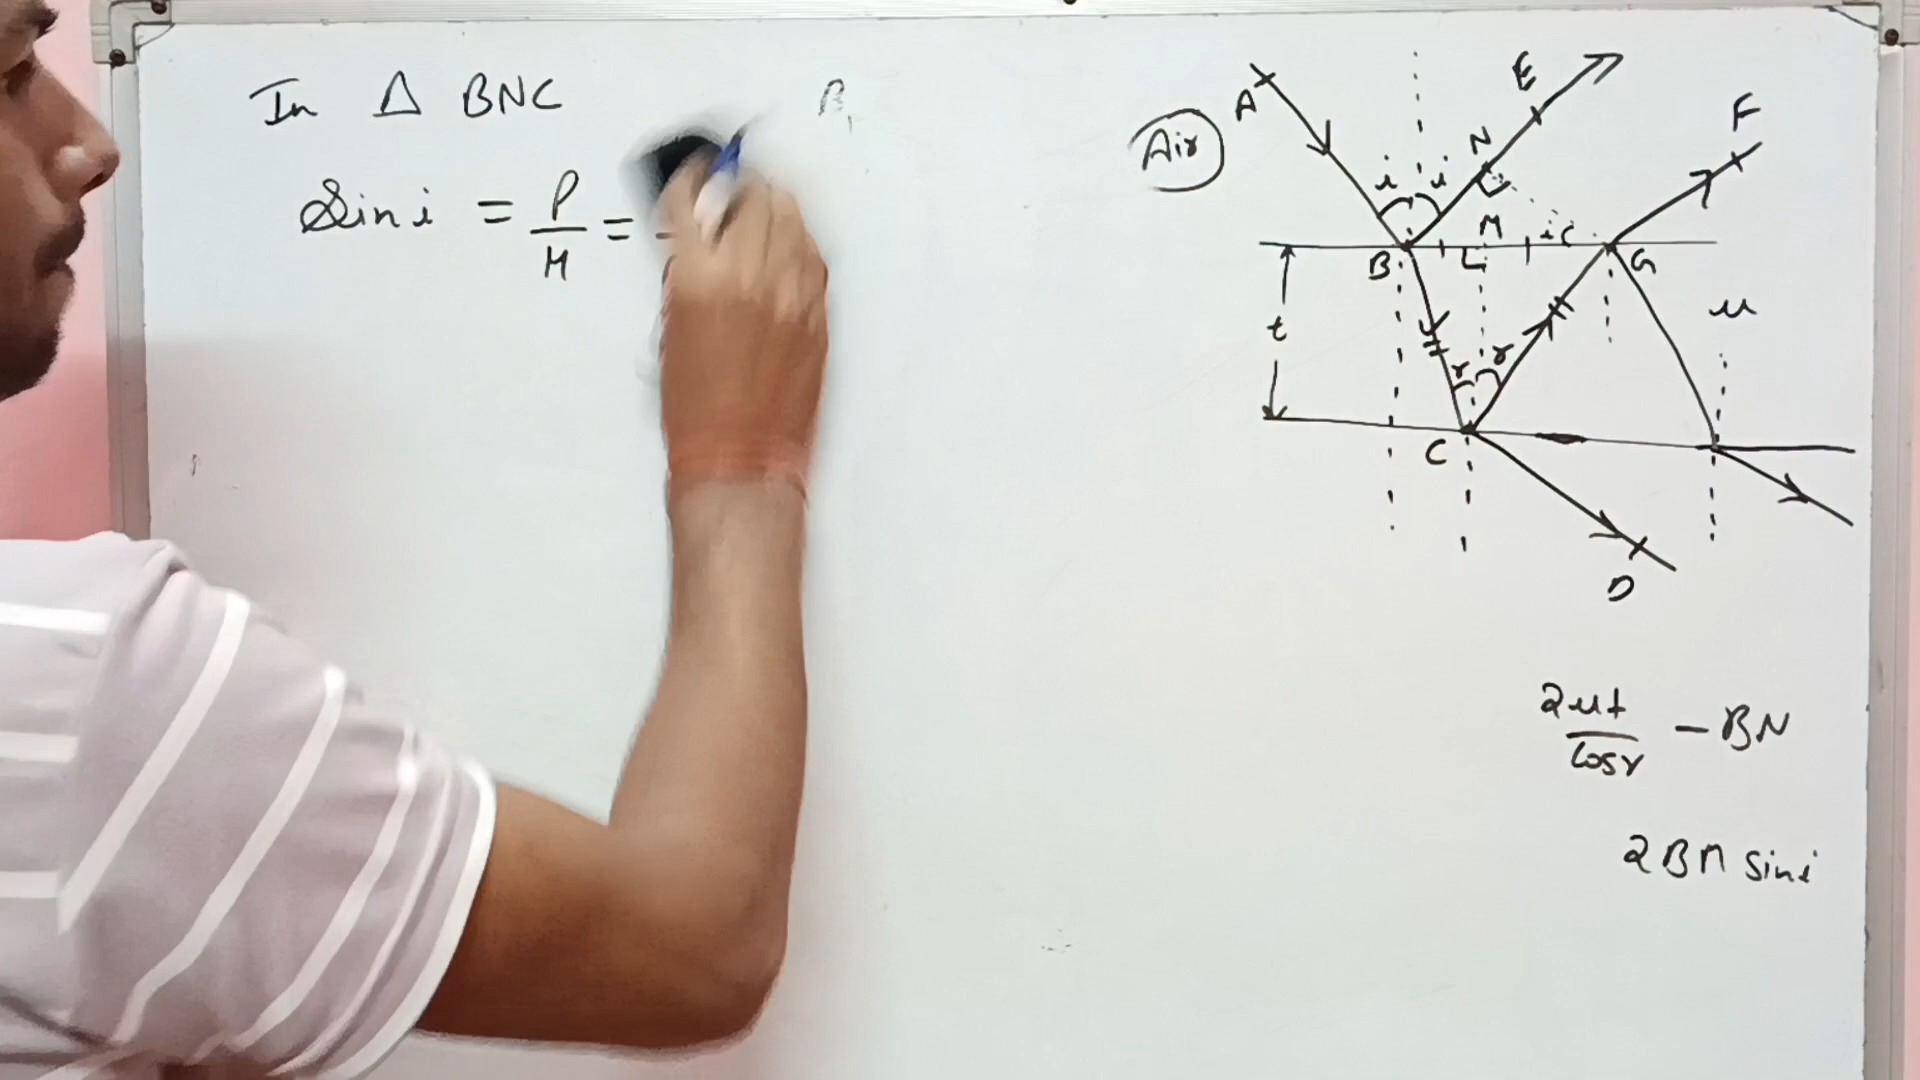 In Δ BNC
Sin i = P/H =
Air
A
E
N
F
i i
M
i
B
L
G
t
μ
r r
C
D
2μt/cosr - BN
2BM sini